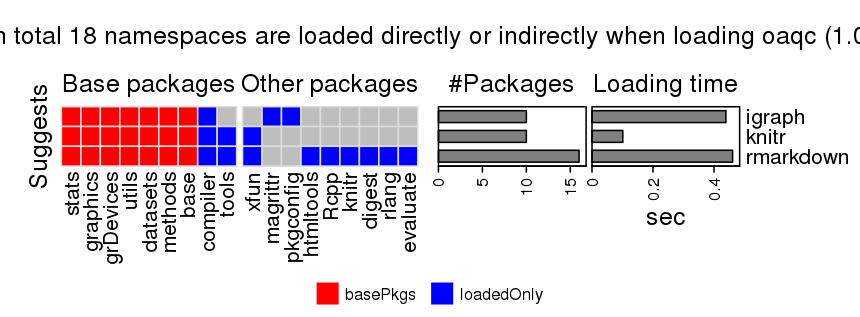 n total 18 namespaces are loaded directly or indirectly when loading oaqc (1.0
Base packages Other packages #Packages Loading time
Suggests
igraph
knitr
rmarkdown
stats
graphics
grDevices
utils
datasets
methods
base
compiler
tools
xfun
magrittr
pkgconfig
htmltools
Rcpp
knitr
digest
rlang
evaluate
0 5 10 15
0 0.2 0.4
sec
basePkgs loadedOnly